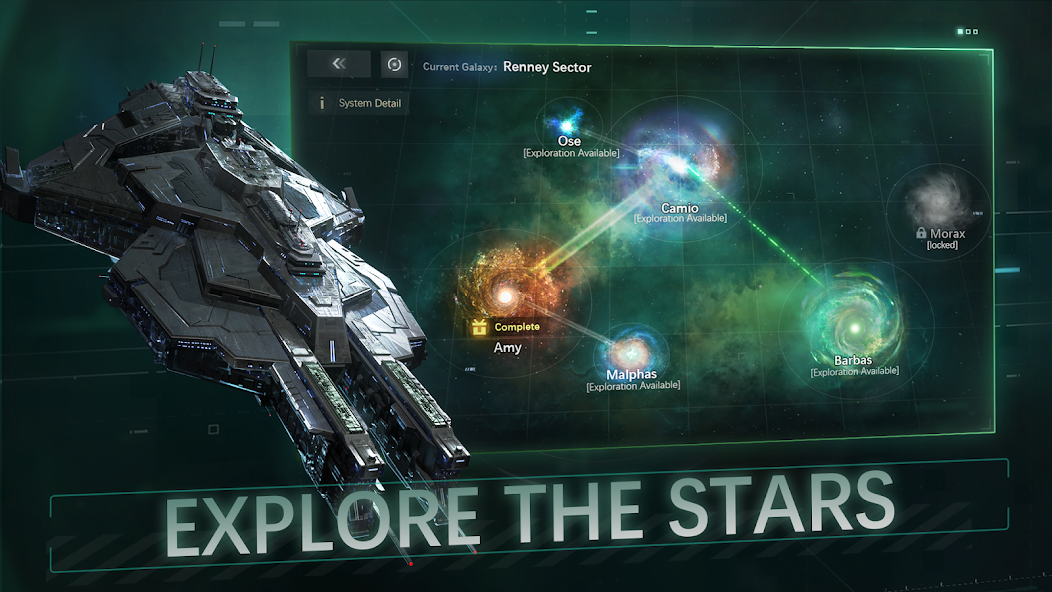 Current Galaxy: Renney Sector
i System Detail
Ose
[Exploration Available]
Camio
[Exploration Available]
Morax
[locked]
Complete
Amy
Malphas
[Exploration Available]
Barbas
[Exploration Available]
EXPLORE THE STARS